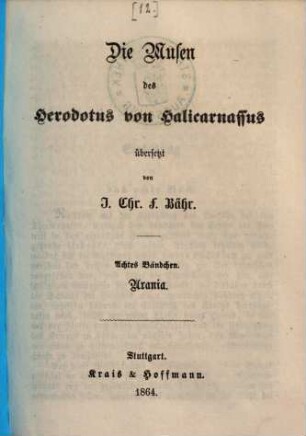 [12.]
Die Musen
des
Herodotus von Halicarnassus
übersetzt
von
J. Chr. F. Bähr.
Achtes Bändchen.
Urania.
Stuttgart.
Krais & Hoffmann.
1864.